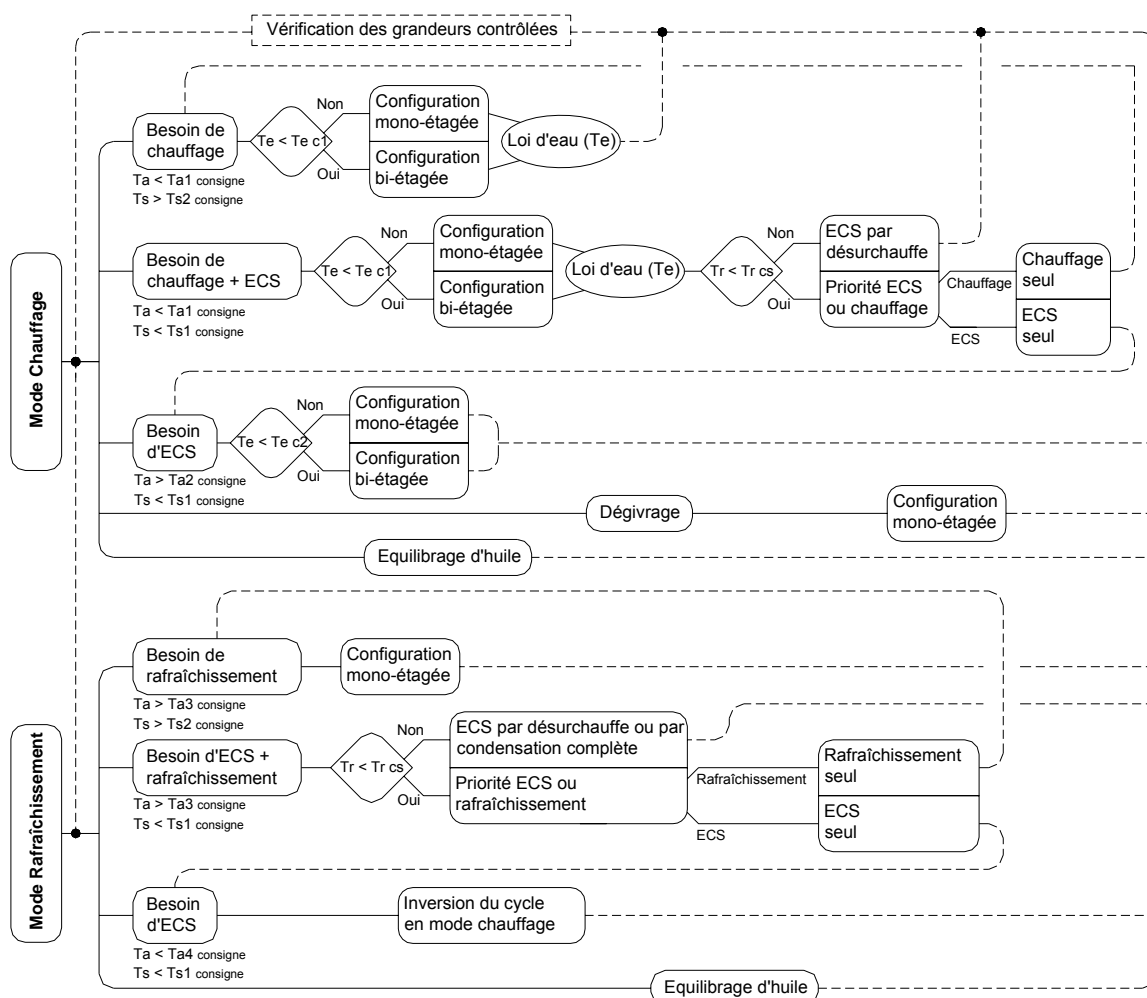 Vérification des grandeurs contrôlées
Mode Chauffage
Besoin de
chauffage
Ta < Ta1 consigne
Ts > Ts2 consigne
Te < Te c1
Non
Oui
Configuration
mono-étagée
Configuration
bi-étagée
Loi d'eau (Te)
Besoin de
chauffage + ECS
Ta < Ta1 consigne
Ts < Ts1 consigne
Te < Te c1
Non
Oui
Configuration
mono-étagée
Configuration
bi-étagée
Loi d'eau (Te)
Tr < Tr cs
Non
Oui
ECS par
désurchauffe
Priorité ECS
ou chauffage
Chauffage
ECS
Chauffage
seul
ECS
seul
Besoin
d'ECS
Ta > Ta2 consigne
Ts < Ts1 consigne
Te < Te c2
Non
Oui
Configuration
mono-étagée
Configuration
bi-étagée
Dégivrage
Configuration
mono-étagée
Equilibrage d'huile
Mode Rafraîchissement
Besoin de
rafraîchissement
Ta > Ta3 consigne
Ts > Ts2 consigne
Configuration
mono-étagée
Besoin d'ECS +
rafraîchissement
Ta > Ta3 consigne
Ts < Ts1 consigne
Tr < Tr cs
Non
Oui
ECS par désurchauffe ou par
condensation complète
Priorité ECS ou
rafraîchissement
Rafraîchissement
ECS
Rafraîchissement
seul
ECS
seul
Besoin
d'ECS
Ta < Ta4 consigne
Ts < Ts1 consigne
Inversion du cycle
en mode chauffage
Equilibrage d'huile